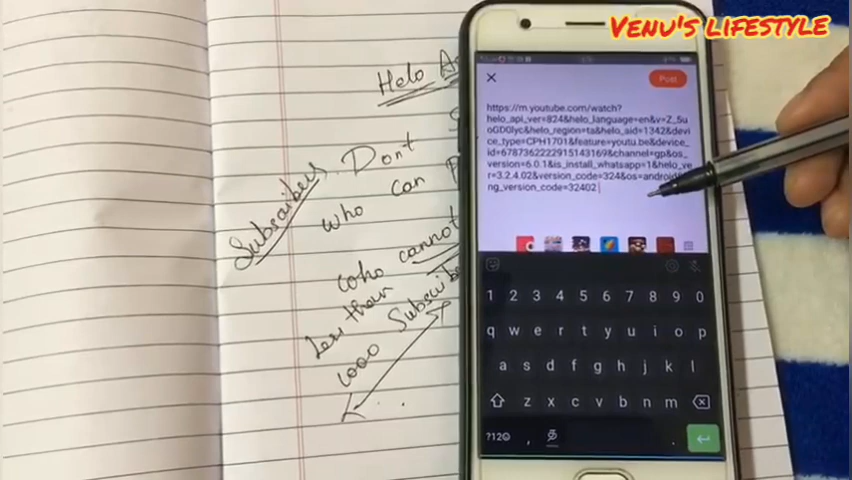 VENU'S LIFESTYLE
Helo
Subscribers Don't
who can
who cannot
Less than
1000 Subscribe
Post
https://m.youtube.com/watch?
helo_api_ver=824&helo_language=en&v=Z_5u
oGD0lyc&helo_region=ta&helo_aid=1342&devi
ce_type=CPH1701&feature=youtu.be&device_
id=6787362222915143169&channel=gp&os_
version=6.0.1&is_install_whatsapp=1&helo_ve
r=3.2.4.02&version_code=324&os=android
ng_version_code=32402
1 2 3 4 5 6 7 8 9 0
q w e r t y u i o p
a s d f g h j k l
z x c v b n m
?12 , .